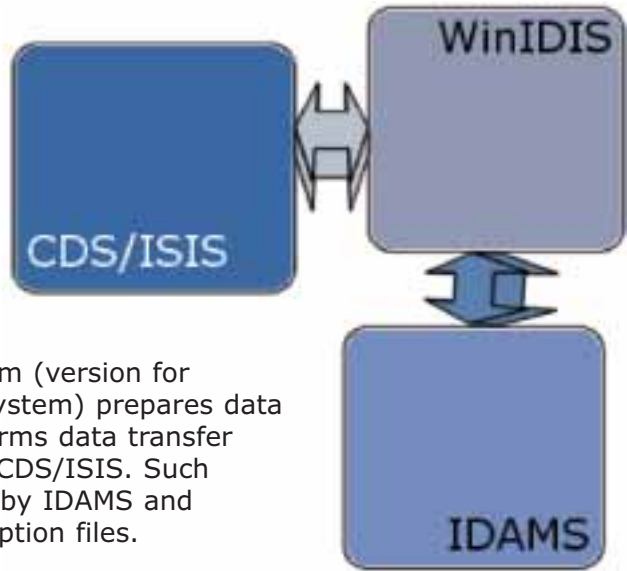 WinIDIS
CDS/ISIS
m (version for
ystem) prepares data
rms data transfer
CDS/ISIS. Such
by IDAMS and
ption files.
IDAMS